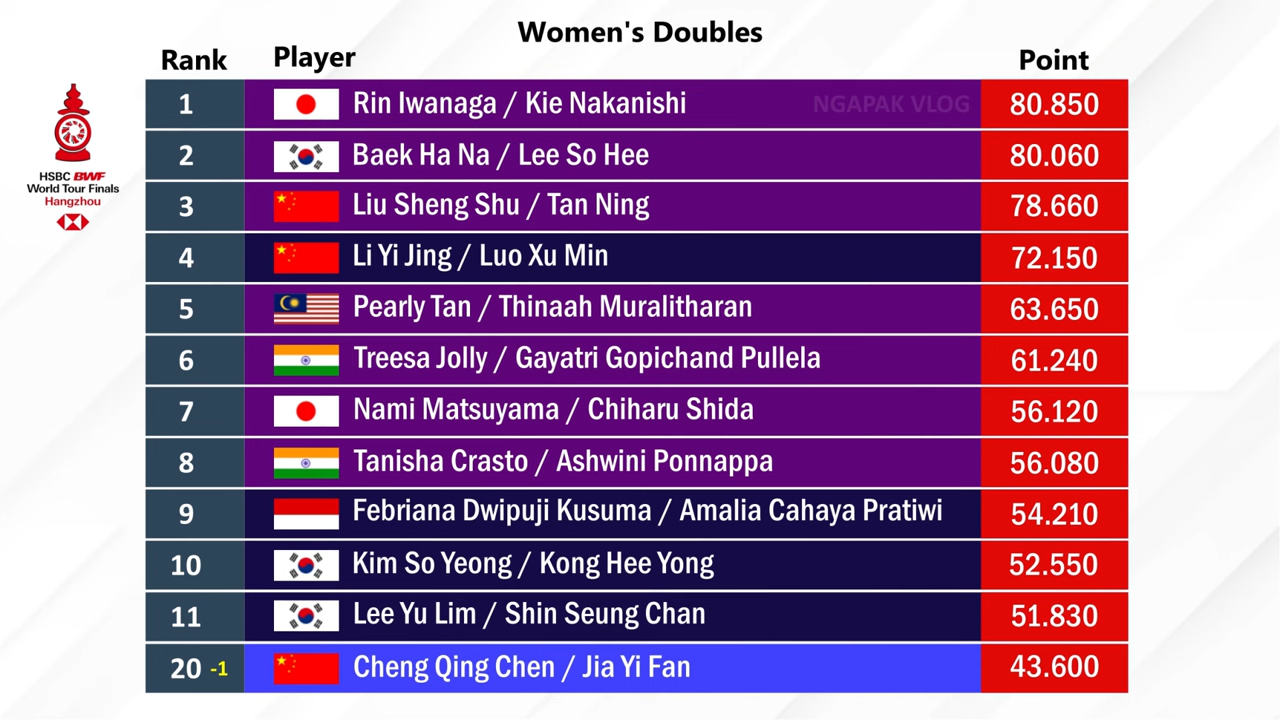 Women's Doubles
Rank Player Point
HSBC BWF
World Tour Finals
Hangzhou
1 Rin Iwanaga / Kie Nakanishi NGAPAK VLOG 80.850
2 Baek Ha Na / Lee So Hee 80.060
3 Liu Sheng Shu / Tan Ning 78.660
4 Li Yi Jing / Luo Xu Min 72.150
5 Pearly Tan / Thinaah Muralitharan 63.650
6 Treesa Jolly / Gayatri Gopichand Pullela 61.240
7 Nami Matsuyama / Chiharu Shida 56.120
8 Tanisha Crasto / Ashwini Ponnappa 56.080
9 Febriana Dwipuji Kusuma / Amalia Cahaya Pratiwi 54.210
10 Kim So Yeong / Kong Hee Yong 52.550
11 Lee Yu Lim / Shin Seung Chan 51.830
20 -1 Cheng Qing Chen / Jia Yi Fan 43.600